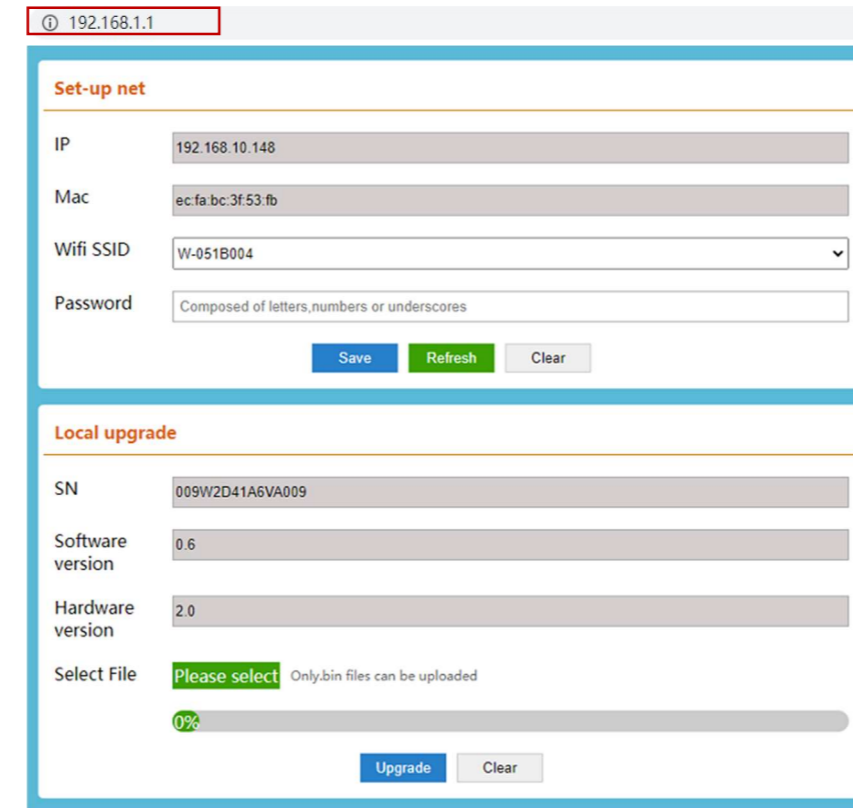 192.168.1.1
Set-up net
IP 192.168.10.148
Mac ec:fa:bc:3f:53:fb
Wifi SSID W-051B004
Password Composed of letters,numbers or underscores
Save Refresh Clear
Local upgrade
SN 009W2D41A6VA009
Software version 0.6
Hardware version 2.0
Select File Please select Only.bin files can be uploaded
0%
Upgrade Clear